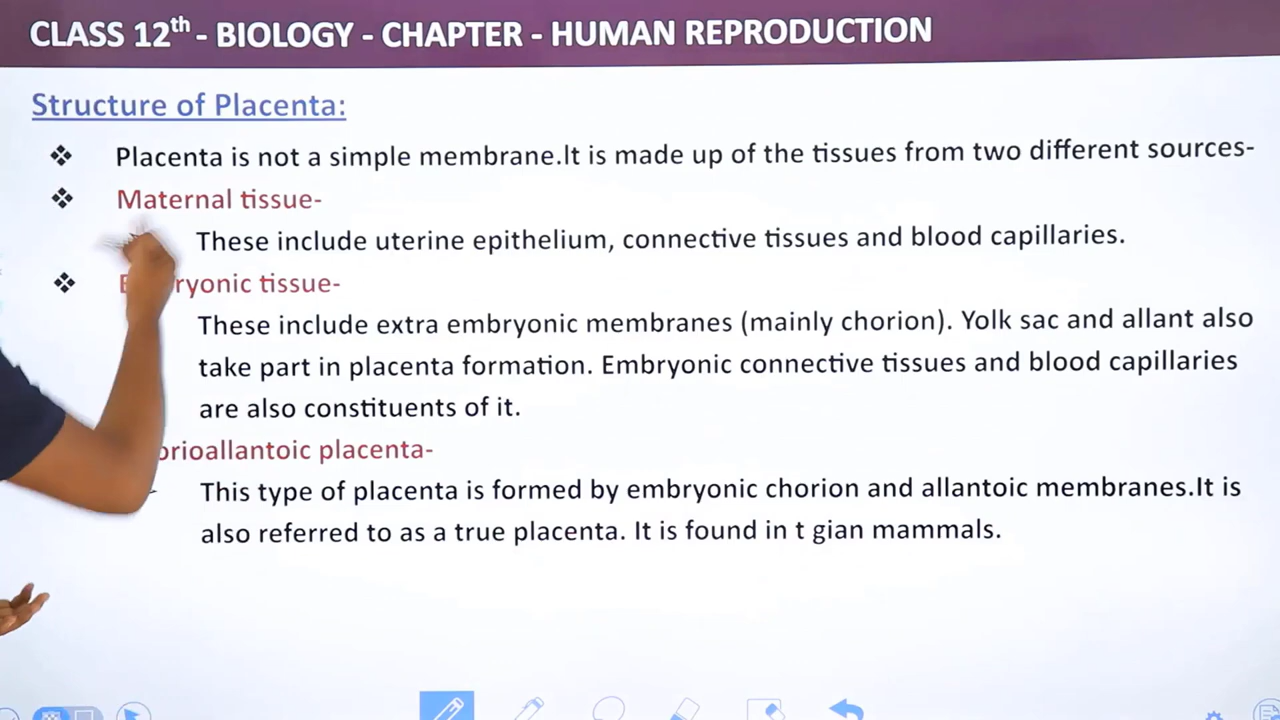 CLASS 12th - BIOLOGY - CHAPTER - HUMAN REPRODUCTION
Structure of Placenta:
❖ Placenta is not a simple membrane.It is made up of the tissues from two different sources-
❖ Maternal tissue-
These include uterine epithelium, connective tissues and blood capillaries.
❖ tissue-
These include extra embryonic membranes (mainly chorion). Yolk sac and allant also
take part in placenta formation. Embryonic connective tissues and blood capillaries
are also constituents of it.
placenta-
This type of placenta is formed by embryonic chorion and allantoic membranes.It is
also referred to as a true placenta. It is found in t gian mammals.